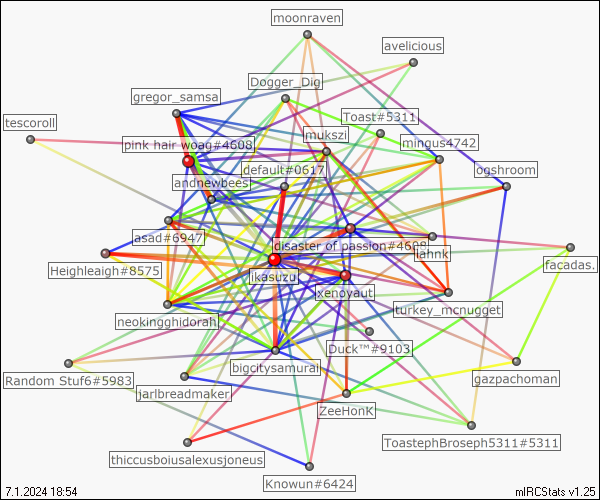 moonraven
avelicious
Dogger_Dig
gregor_samsa
Toast#5311
tescoroll
mukszi
pink hair woag#4608
mingus4742
default#0617
ogshroom
andnewbeesi
asad#6947
disaster of passion#4608
lahnk
Heighleaigh#8575
ikasuzu
facadas.
xenoyaut
neokingghidorah
turkey_mcnugget
Duck™#9103
bigcitysamurai
Random Stuf6#5983
gazpachoman
jarlbreadmaker
ZeeHonK
ToastephBroseph5311#5311
thiccusboiusalexusjoneus
Knowun#6424
7.1.2024 18:54
mIRCStats v1.25